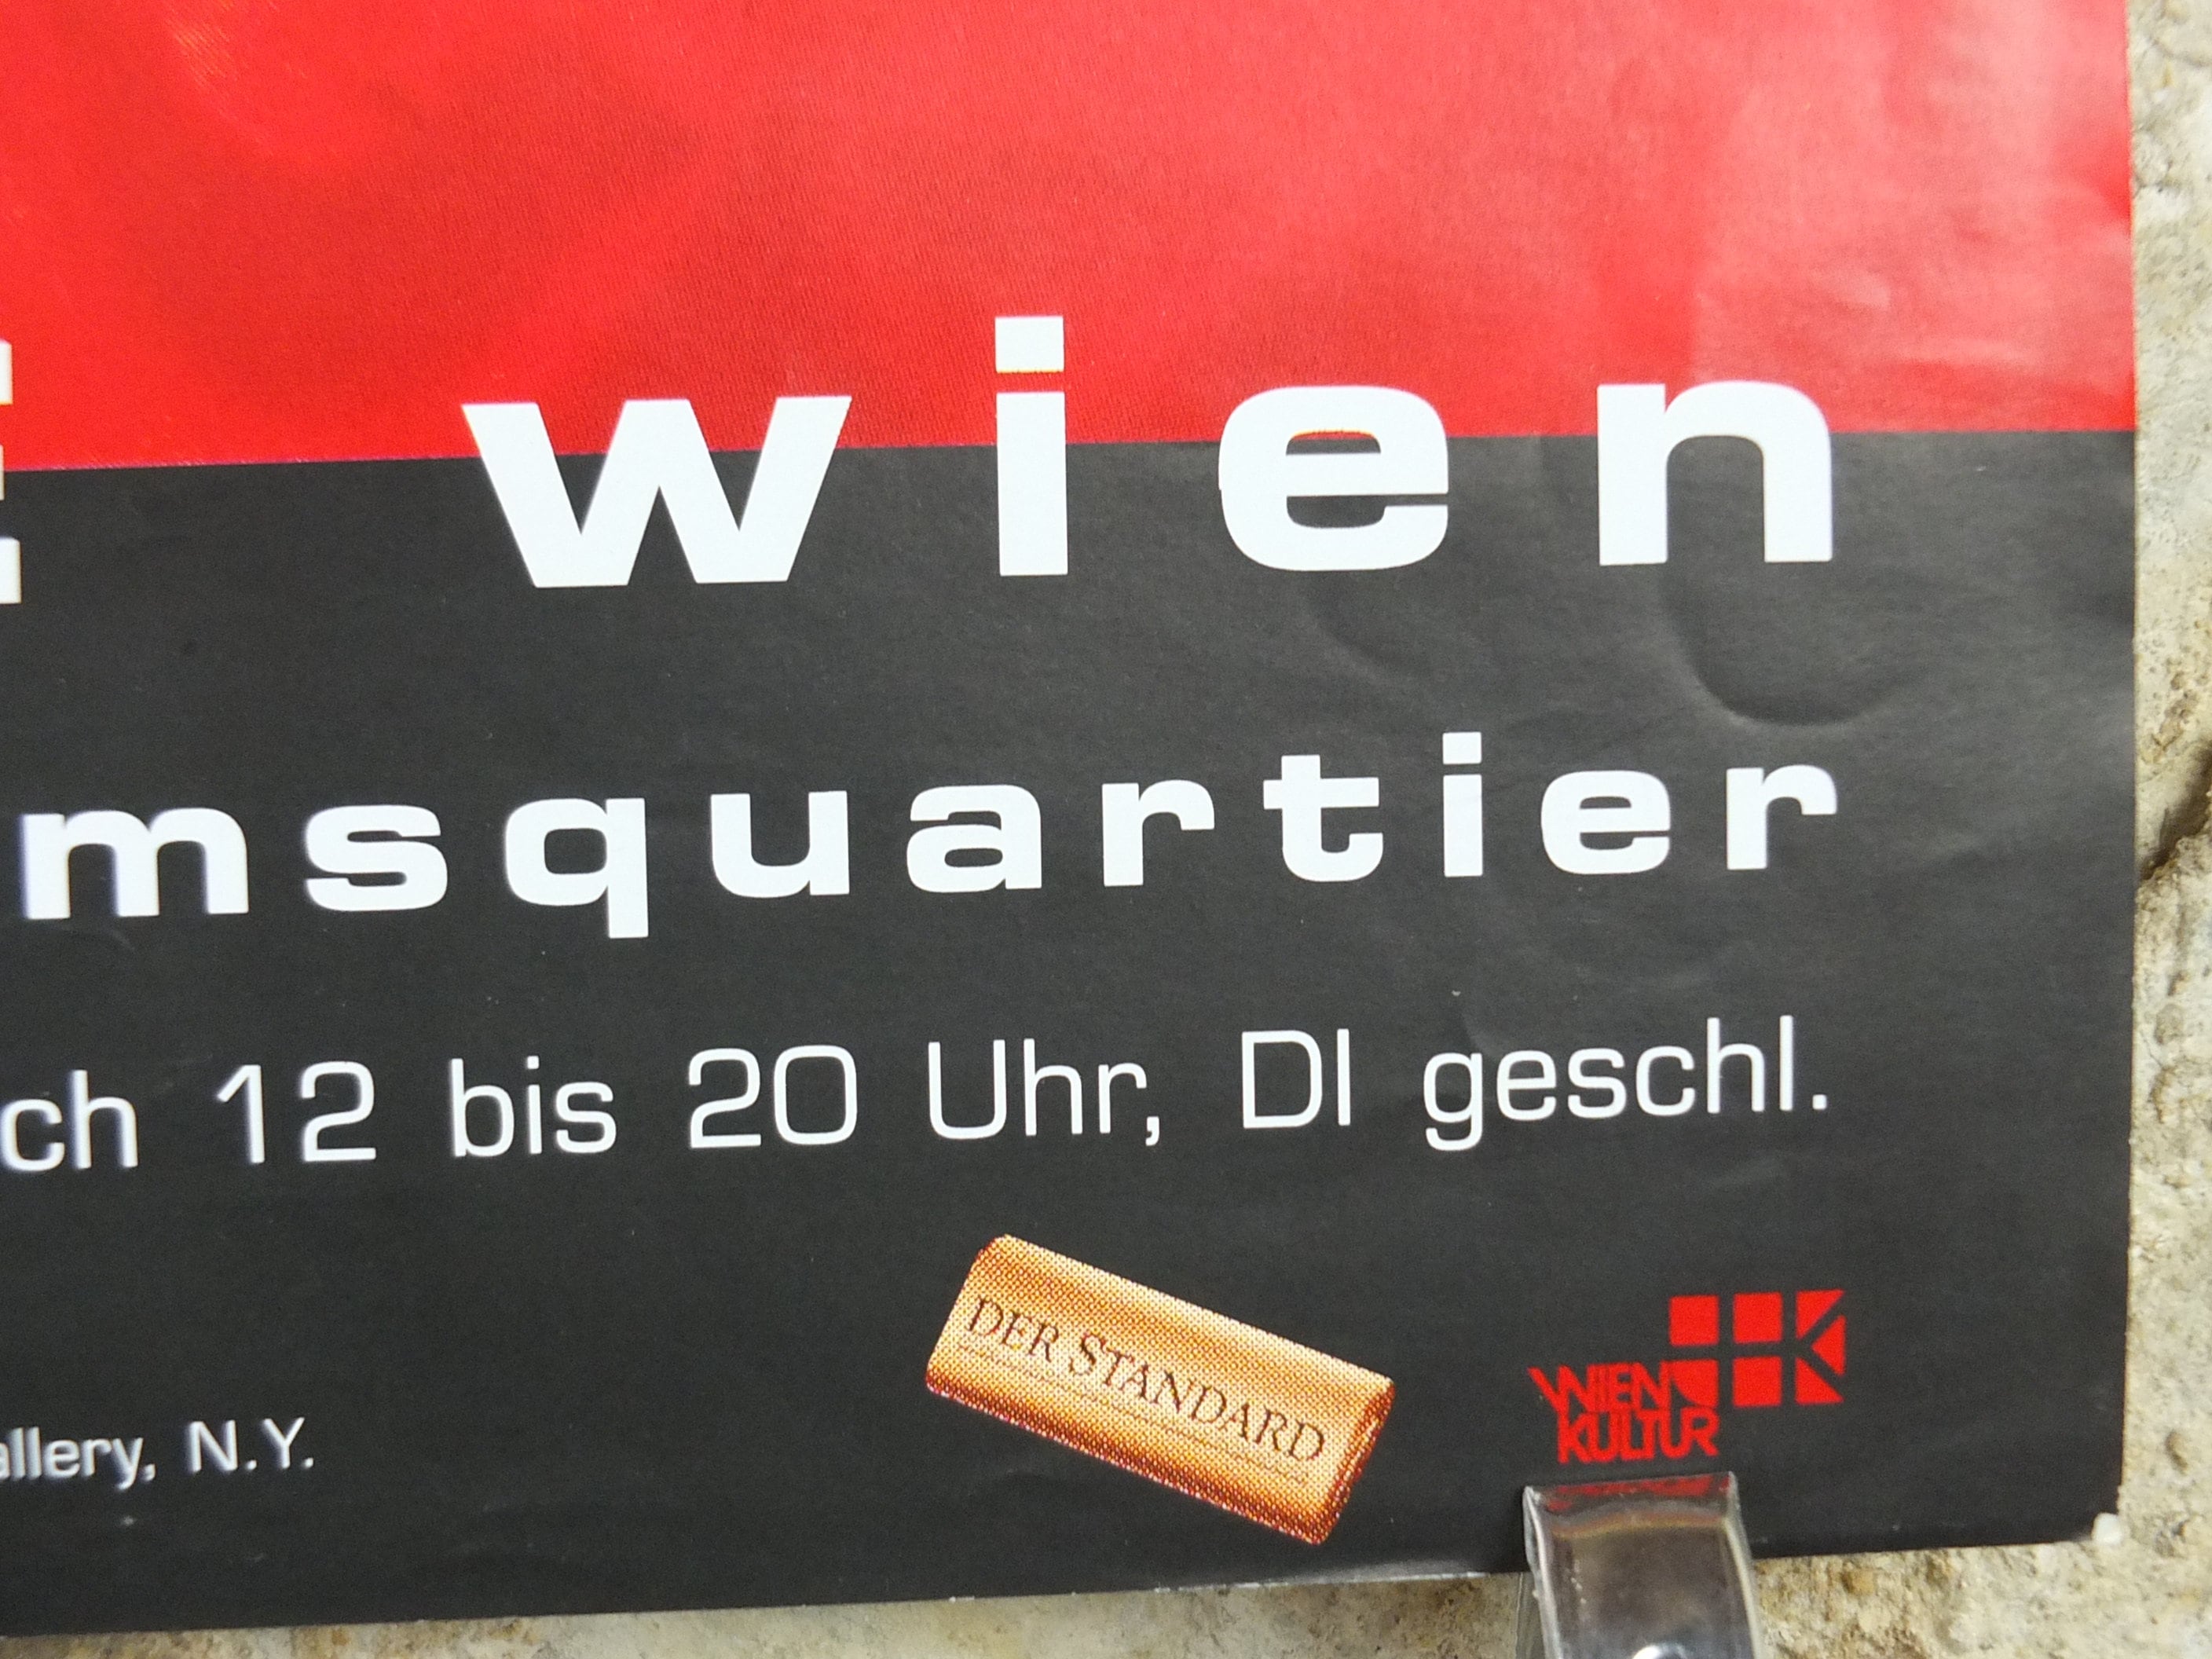 wien
msquartier
ch 12 bis 20 Uhr, DI geschl.
DER STANDARD
WIEN
KULTUR
allery, N.Y.